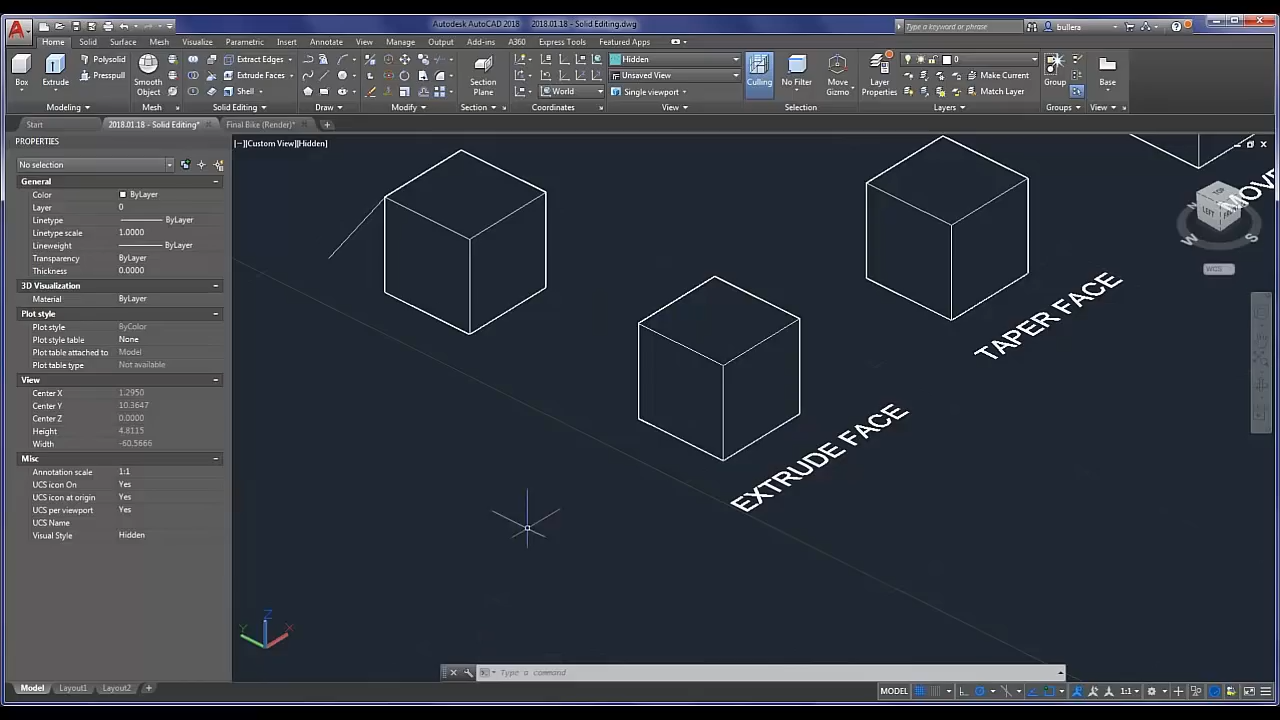 Autodesk AutoCAD 2018 2018.01.18 - Solid Editing.dwg
Type a keyword or phrase
bullera
Home Solid Surface Mesh Visualize Parametric Insert Annotate View Manage Output Add-ins A360 Express Tools Featured Apps
Polysolid
Presspull
Box
Extrude
Modeling
Smooth Object
Mesh
Extract Edges
Extrude Faces
Shell
Solid Editing
Draw
Modify
Section Plane
Section
World
Coordinates
Hidden
Unsaved View
Single viewport
View
Culling
No Filter
Move Gizmo
Selection
Layer Properties
0
Make Current
Match Layer
Layers
Group
Groups
Base
View
Start 2018.01.18 - Solid Editing* Final Bike (Render)*
PROPERTIES
No selection
General
Color ByLayer
Layer 0
Linetype ByLayer
Linetype scale 1.0000
Lineweight ByLayer
Transparency ByLayer
Thickness 0.0000
3D Visualization
Material ByLayer
Plot style
Plot style ByColor
Plot style table None
Plot table attached to Model
Plot table type Not available
View
Center X 1.2950
Center Y 10.3647
Center Z 0.0000
Height 4.8115
Width -60.5666
Misc
Annotation scale 1:1
UCS icon On Yes
UCS icon at origin Yes
UCS per viewport Yes
UCS Name
Visual Style Hidden
[−][Custom View][Hidden]
MOVE
TOP
LEFT
W S
WCS
TAPER FACE
EXTRUDE FACE
Z
Y X
Type a command
Model Layout1 Layout2
MODEL 1:1